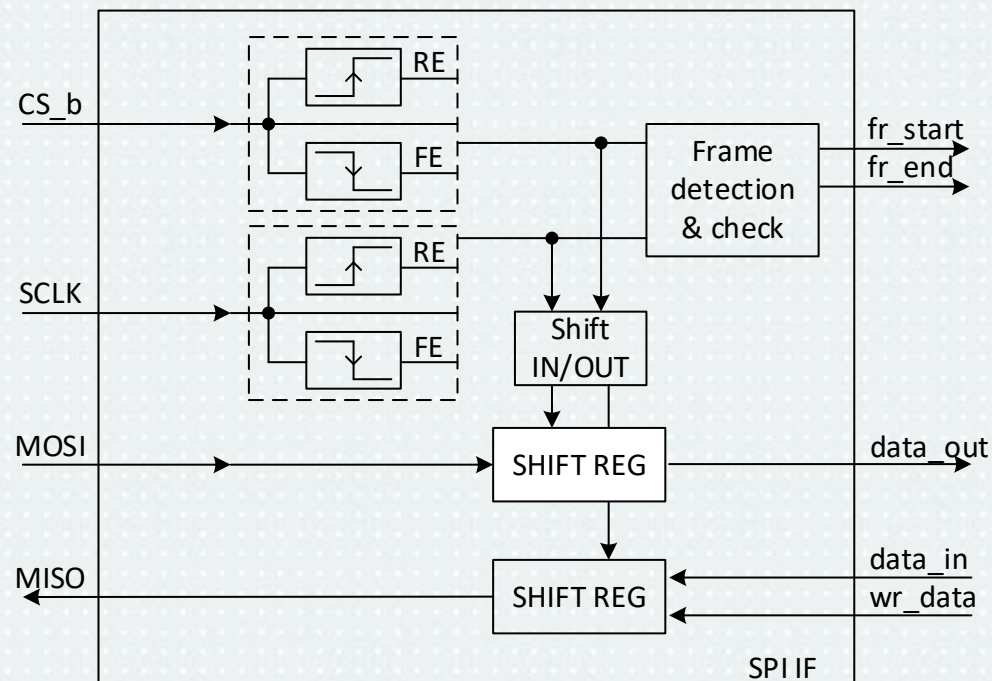 RE
CS_b
FE
fr_start
fr_end
Frame
detection
& check
RE
SCLK
FE
Shift
IN/OUT
MOSI
SHIFT REG
data_out
MISO
SHIFT REG
data_in
wr_data
SPI IF